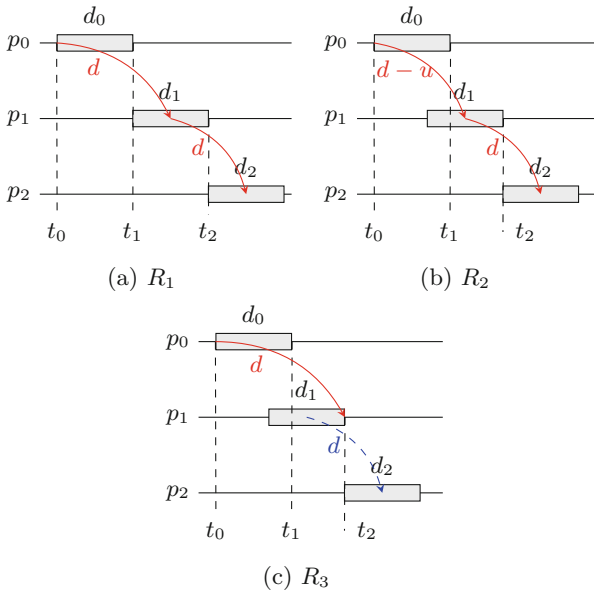 d₀ d₀
p₀ p₀
d d − u
d₁ d₁
p₁ p₁
d d
d₂ d₂
p₂ p₂
t₀ t₁ t₂ t₀ t₁ t₂
(a) R₁ (b) R₂
d₀
p₀
d
d₁
p₁
d
d₂
p₂
t₀ t₁ t₂
(c) R₃